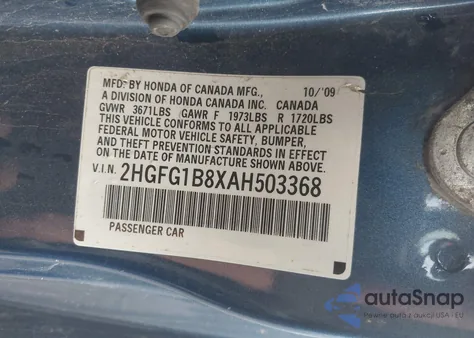 MFD. BY HONDA OF CANADA MFG., 10/'09
A DIVISION OF HONDA CANADA INC. CANADA
GVWR 3671LBS GAWR F 1973LBS R 1720LBS
THIS VEHICLE CONFORMS TO ALL APPLICABLE
FEDERAL MOTOR VEHICLE SAFETY, BUMPER,
AND THEFT PREVENTION STANDARDS IN EFFECT
ON THE DATE OF MANUFACTURE SHOWN ABOVE.
V.I.N. 2HGFG1B8XAH503368
PASSENGER CAR
autoSnap